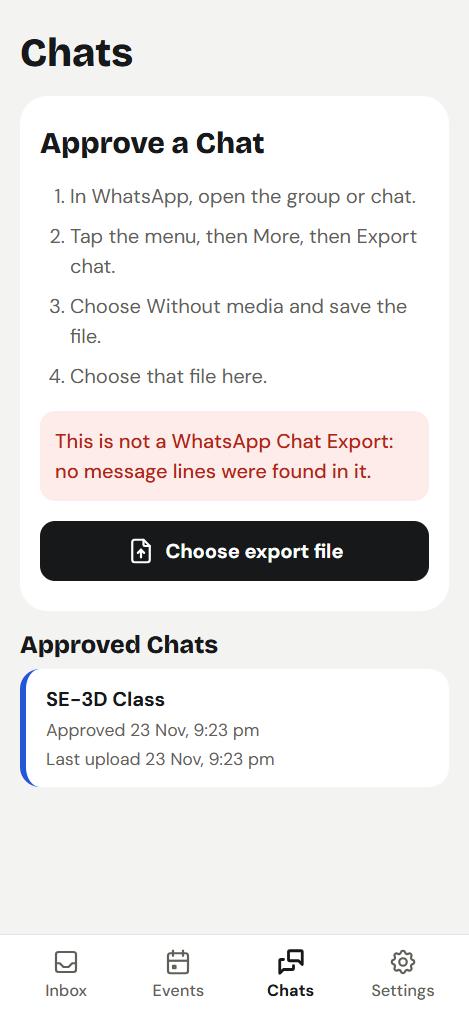 Chats
Approve a Chat
1. In WhatsApp, open the group or chat.
2. Tap the menu, then More, then Export
chat.
3. Choose Without media and save the
file.
4. Choose that file here.
This is not a WhatsApp Chat Export:
no message lines were found in it.
Choose export file
Approved Chats
SE-3D Class
Approved 23 Nov, 9:23 pm
Last upload 23 Nov, 9:23 pm
Inbox
Events
Chats
Settings